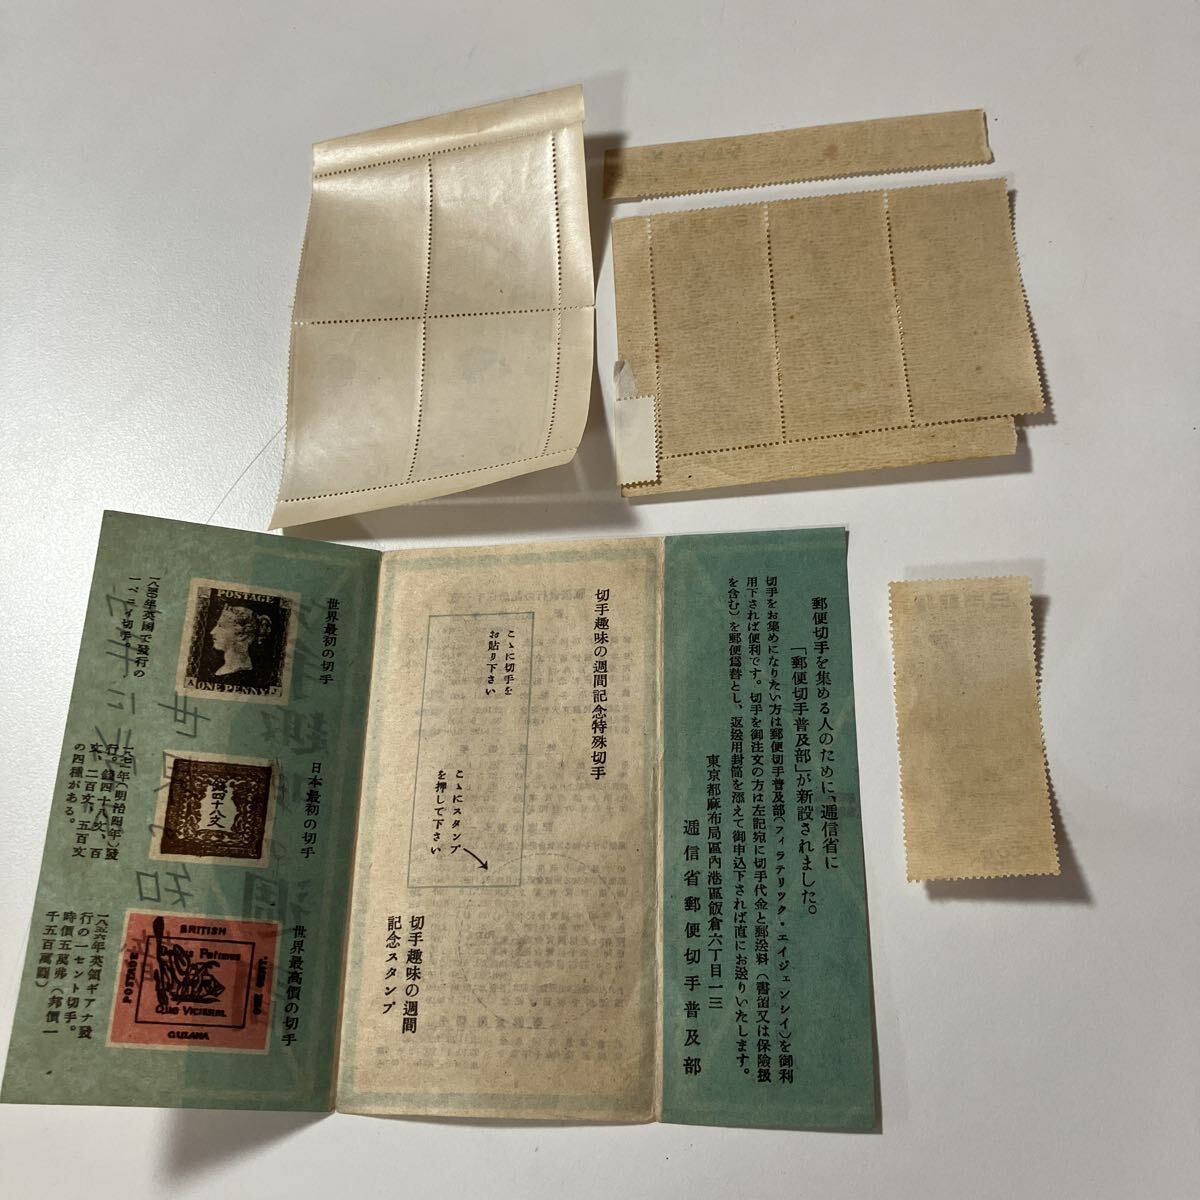 郵便切手を集める人のために、遞信省に
「郵便切手普及部」が新設されました。
切手をお集めになりたい方は郵便切手普及部（フィラテリック・エイジェンシイ）を御利
用下されば便利です。切手を御注文の方は左記宛に切手代金と郵送料（書留又は保險扱
を含む）を郵便爲替とし、返送用封筒を添えて御申込下されば直にお送りいたします。
東京都麻布局區內港區飯倉六丁目一三
遞信省郵便切手普及部
切手趣味の週間記念特殊切手
こゝに切手を
お貼り下さい
こゝにスタンプ
を押して下さい
切手趣味の週間
記念スタンプ
世界最初の切手
POSTAGE
ONE PENNY
一八四〇年英國で發行の
一ペニイ切手。
日本最初の切手
錢四十八文
一八七一年（明治四年）發
行。錢四十八文、百
文、二百文、五百文
の四種がある。
世界最高價の切手
BRITISH
GUIANA
POSTAGE
ONE CENT.
一八五六年英領ギアナ發
行の一セント切手。
時價五萬弗（邦價一
千五百萬圓）